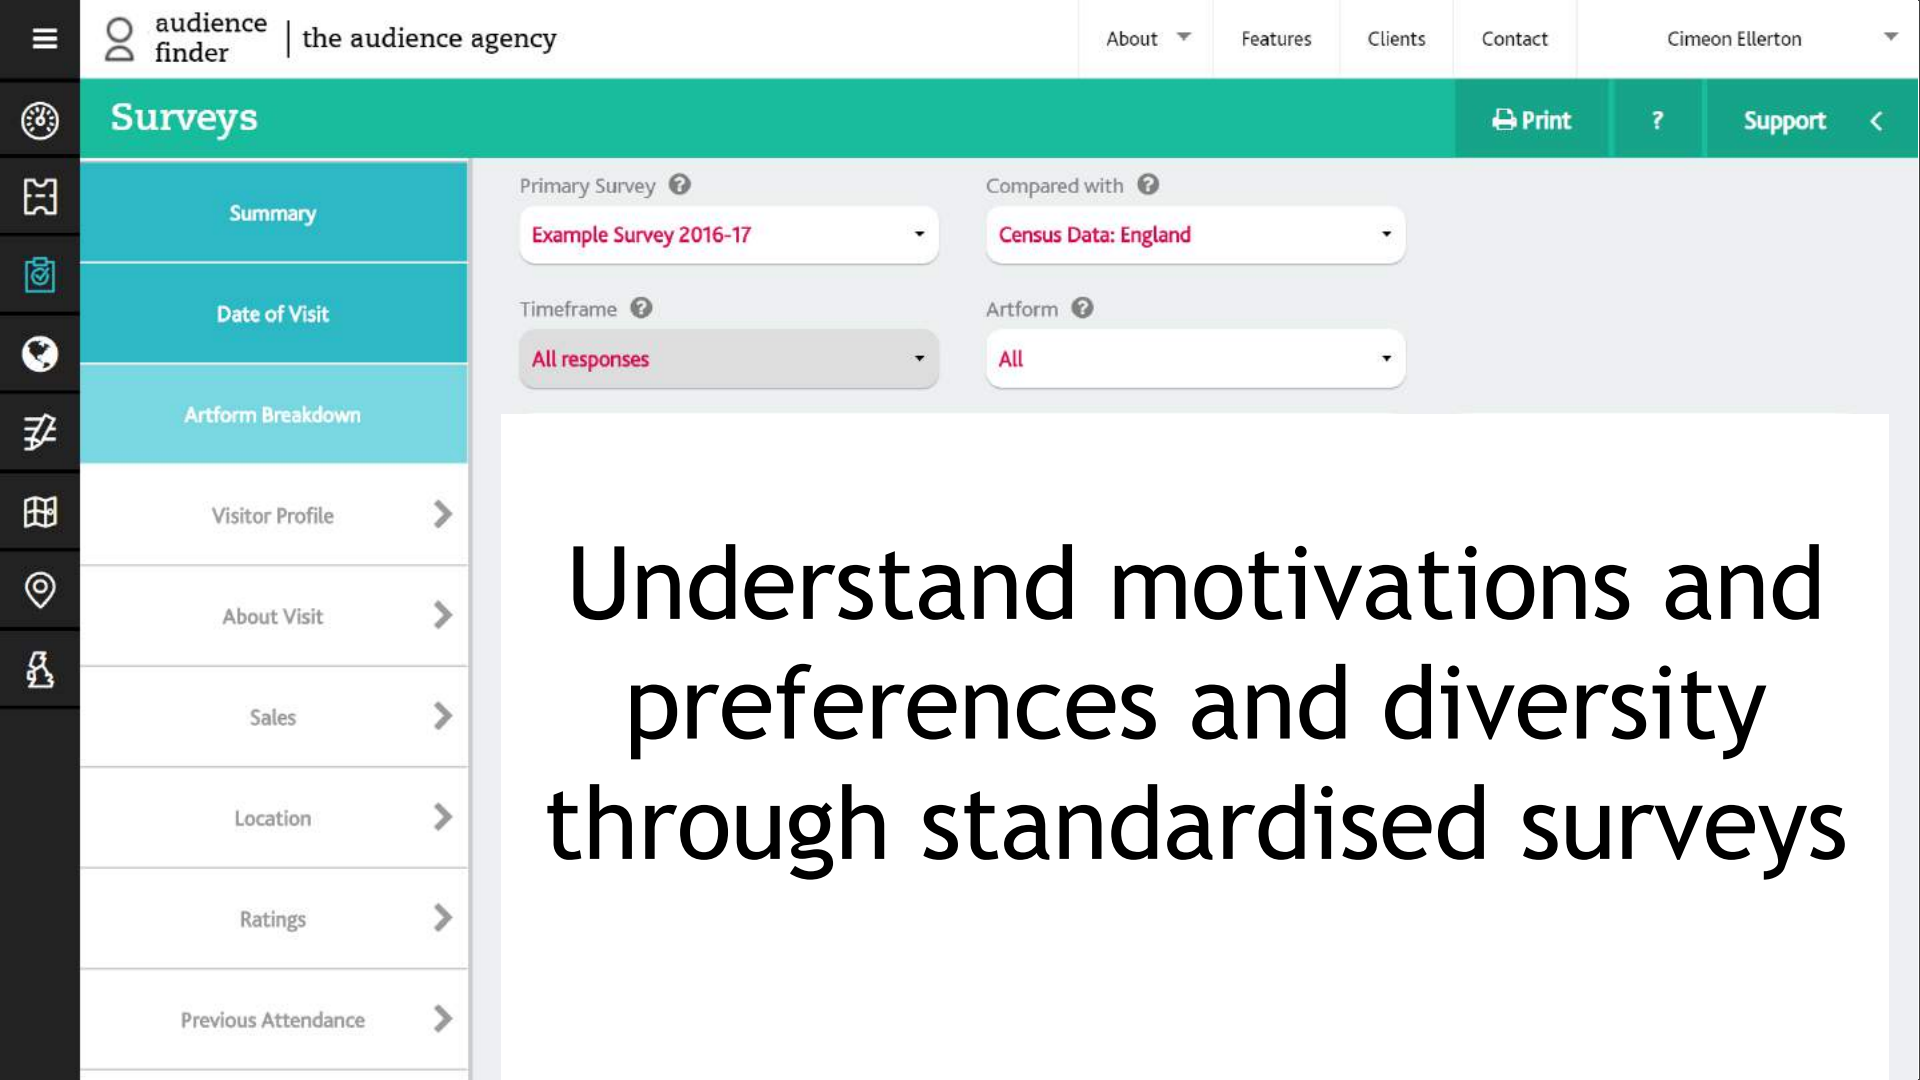 audience
finder
the audience agency
About
Features
Clients
Contact
Cimeon Ellerton
Surveys
Print
?
Support
Summary
Date of Visit
Artform Breakdown
Visitor Profile
About Visit
Sales
Location
Ratings
Previous Attendance
Primary Survey ?
Compared with ?
Example Survey 2016-17
Census Data: England
Timeframe ?
Artform ?
All responses
All
Understand motivations and
preferences and diversity
through standardised surveys